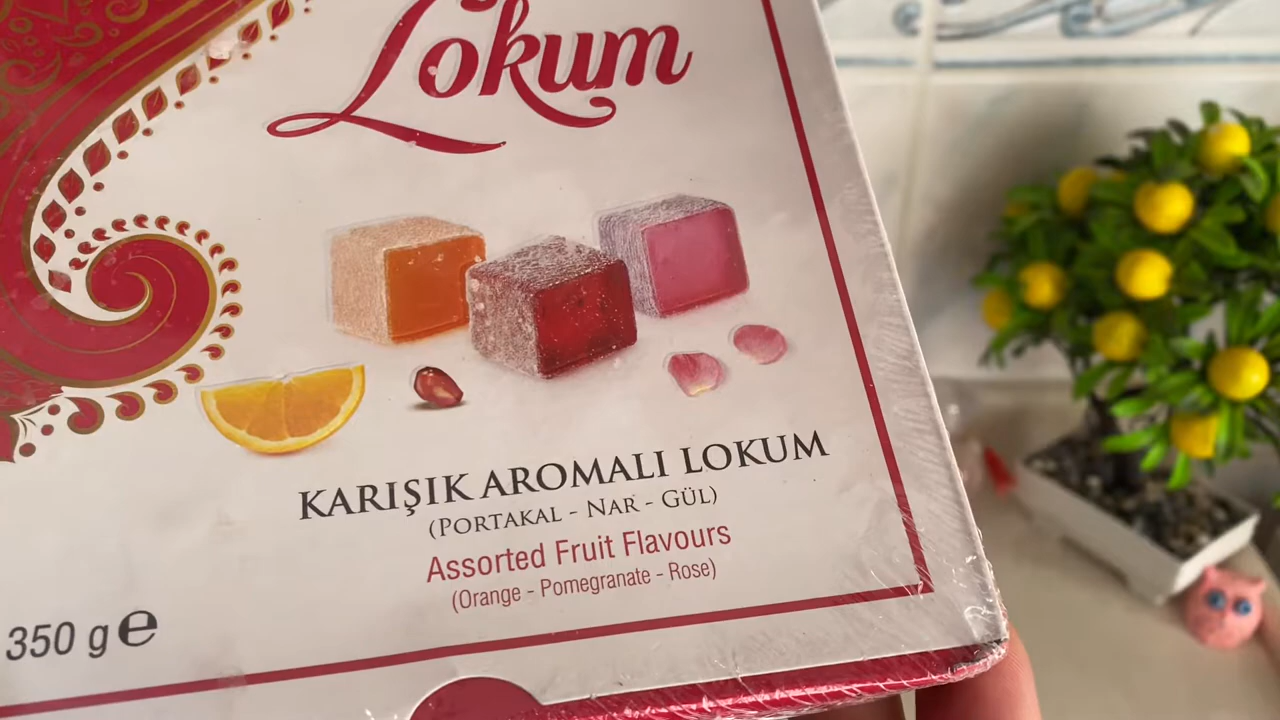 Lokum
KARIŞIK AROMALI LOKUM
(PORTAKAL - NAR - GÜL)
Assorted Fruit Flavours
(Orange - Pomegranate - Rose)
350 g ℮